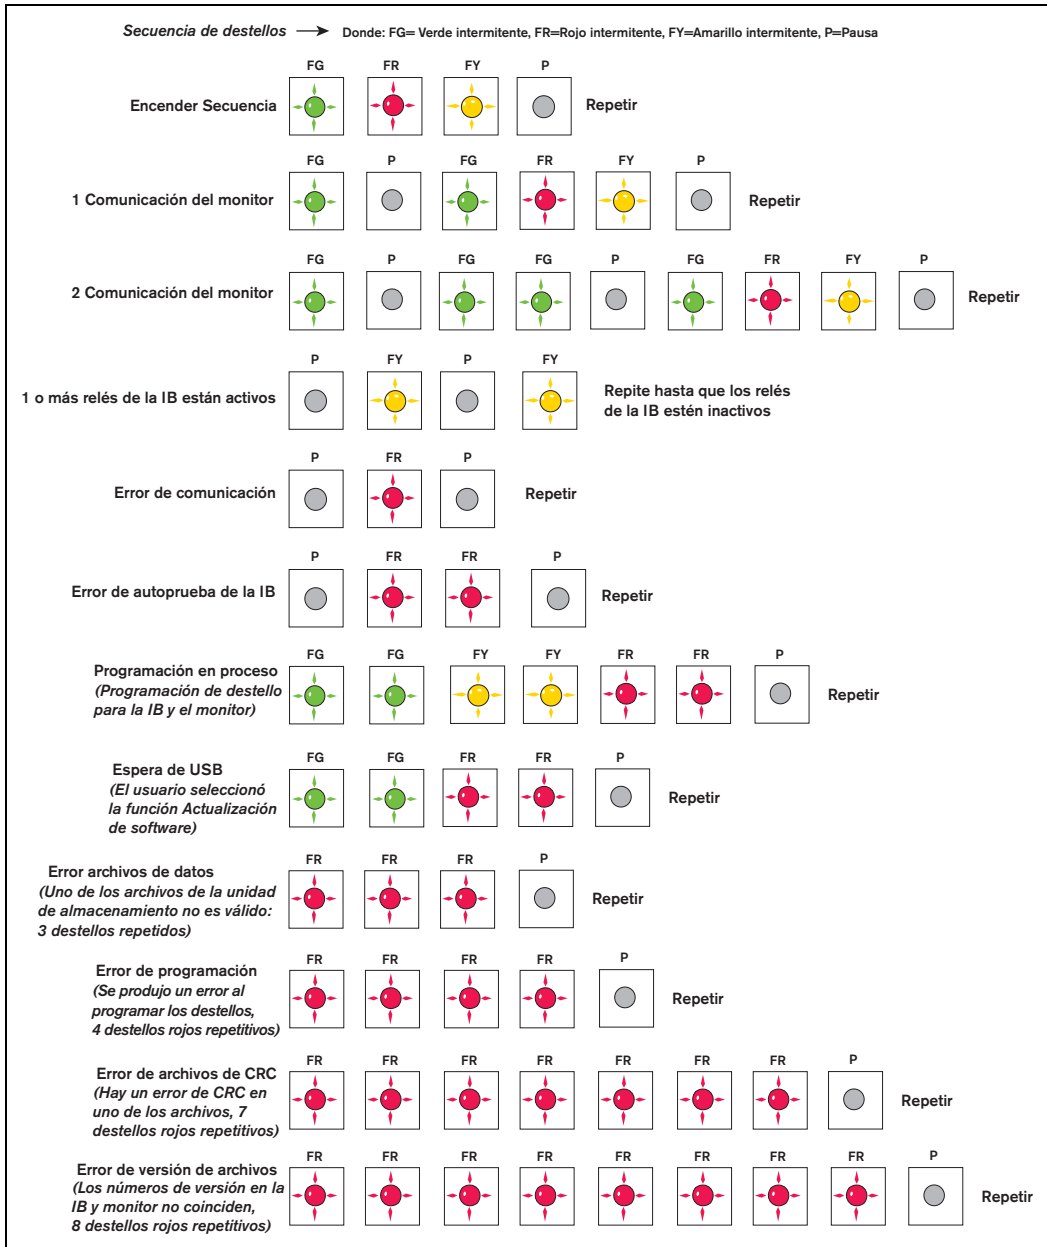 Secuencia de destellos Donde: FG= Verde intermitente, FR=Rojo intermitente, FY=Amarillo intermitente, P=Pausa
FG FR FY P
Encender Secuencia Repetir
FG P FG FR FY P
1 Comunicación del monitor Repetir
FG P FG FG P FG FR FY P
2 Comunicación del monitor Repetir
P FY P FY
1 o más relés de la IB están activos
Repite hasta que los relés
de la IB estén inactivos
P FR P
Error de comunicación Repetir
P FR FR P
Error de autoprueba de la IB Repetir
FG FG FY FY FR FR P
Programación en proceso
(Programación de destello
para la IB y el monitor)
Repetir
FG FG FR FR P
Espera de USB
(El usuario seleccionó
la función Actualización
de software)
Repetir
FR FR FR P
Error archivos de datos
(Uno de los archivos de la unidad
de almacenamiento no es válido:
3 destellos repetidos)
Repetir
FR FR FR FR P
Error de programación
(Se produjo un error al
programar los destellos,
4 destellos rojos repetitivos)
Repetir
FR FR FR FR FR FR FR P
Error de archivos de CRC
(Hay un error de CRC en
uno de los archivos, 7
destellos rojos repetitivos)
Repetir
FR FR FR FR FR FR FR FR P
Error de versión de archivos
(Los números de versión en la
IB y monitor no coinciden,
8 destellos rojos repetitivos)
Repetir